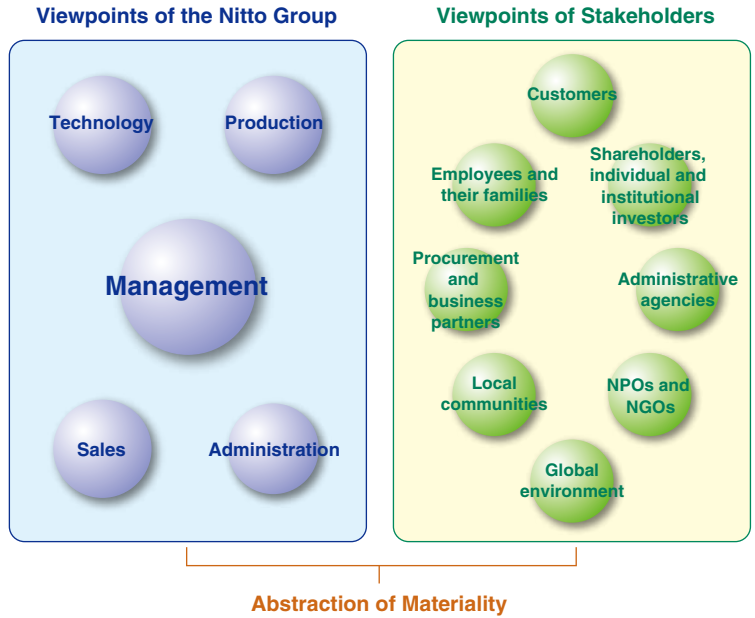 Viewpoints of the Nitto Group
Technology
Production
Management
Sales
Administration
Viewpoints of Stakeholders
Customers
Employees and
their families
Shareholders,
individual and
institutional
investors
Procurement
and
business
partners
Administrative
agencies
Local
communities
NPOs and
NGOs
Global
environment
Abstraction of Materiality